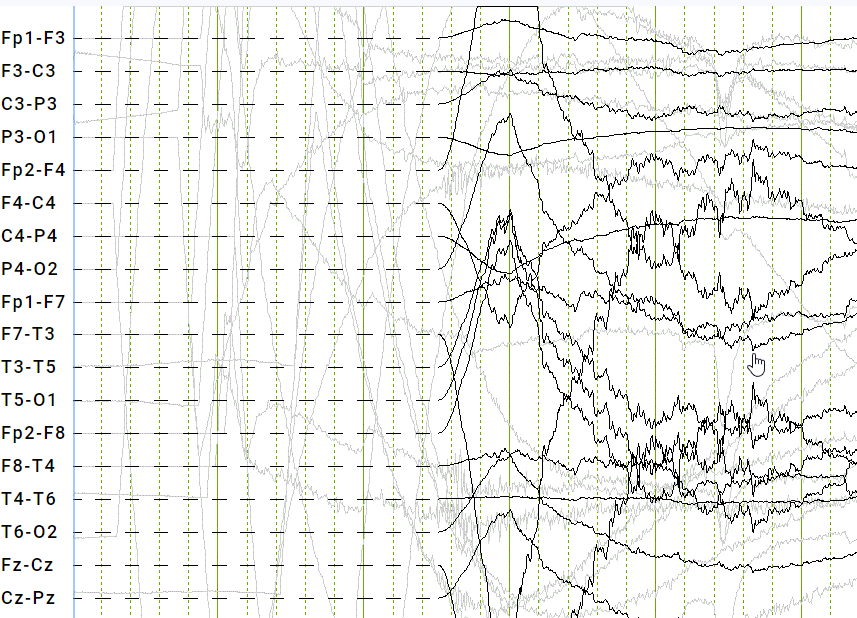 Fp1-F3
F3-C3
C3-P3
P3-O1
Fp2-F4
F4-C4
C4-P4
P4-O2
Fp1-F7
F7-T3
T3-T5
T5-O1
Fp2-F8
F8-T4
T4-T6
T6-O2
Fz-Cz
Cz-Pz